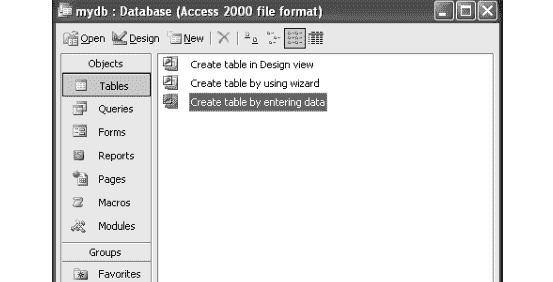 mydb : Database (Access 2000 file format)
Open Design New
Objects
Tables
Queries
Forms
Reports
Pages
Macros
Modules
Groups
Favorites
Create table in Design view
Create table by using wizard
Create table by entering data